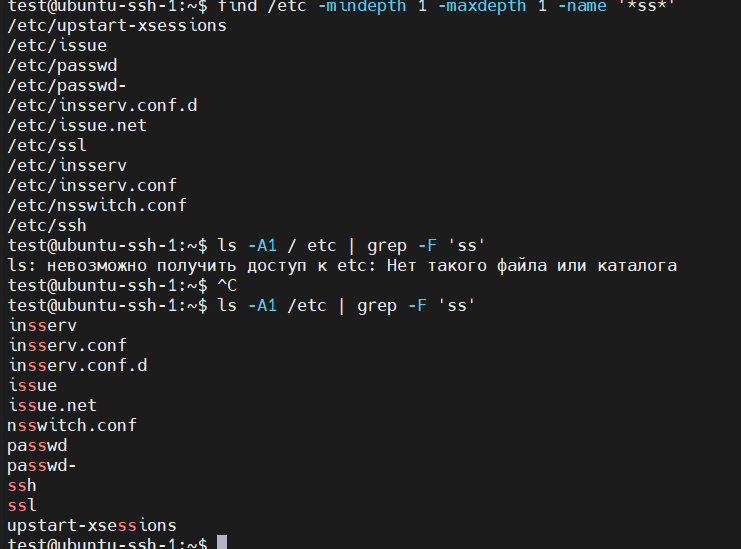 test@ubuntu-ssh-1:~$ find /etc -mindepth 1 -maxdepth 1 -name '*ss*'
/etc/upstart-xsessions
/etc/issue
/etc/passwd
/etc/passwd-
/etc/insserv.conf.d
/etc/issue.net
/etc/ssl
/etc/insserv
/etc/insserv.conf
/etc/nsswitch.conf
/etc/ssh
test@ubuntu-ssh-1:~$ ls -A1 / etc | grep -F 'ss'
ls: невозможно получить доступ к etc: Нет такого файла или каталога
test@ubuntu-ssh-1:~$ ^C
test@ubuntu-ssh-1:~$ ls -A1 /etc | grep -F 'ss'
insserv
insserv.conf
insserv.conf.d
issue
issue.net
nsswitch.conf
passwd
passwd-
ssh
ssl
upstart-xsessions
test@ubuntu-ssh-1:~$